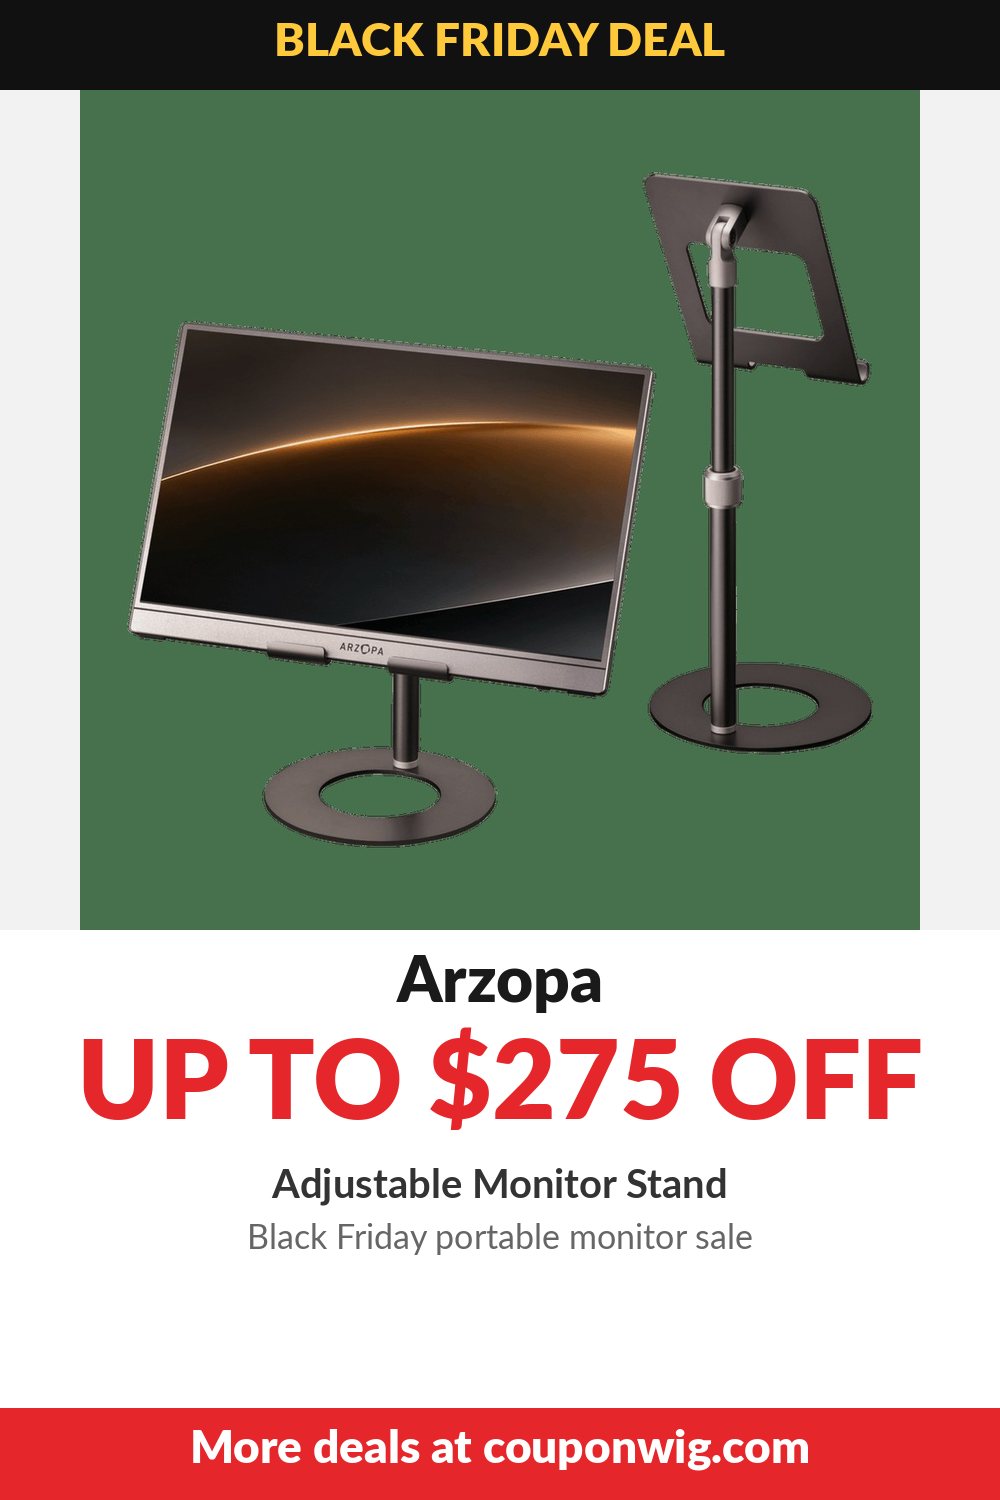 BLACK FRIDAY DEAL
ARZOPA
Arzopa
UP TO $275 OFF
Adjustable Monitor Stand
Black Friday portable monitor sale
More deals at couponwig.com